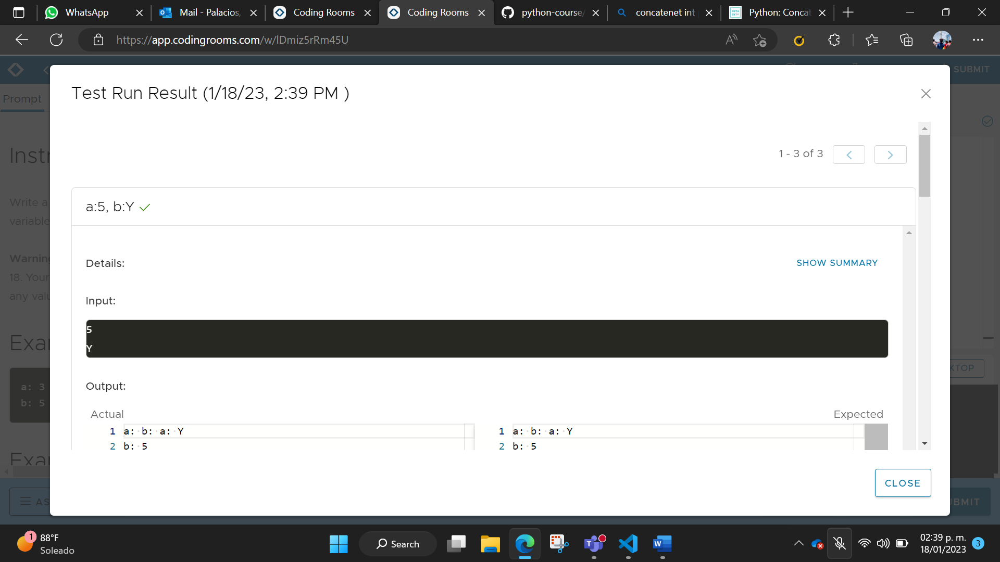 WhatsApp
Mail - Palacios,
Coding Rooms
Coding Rooms
python-course/
concatenet int
Python: Concat
https://app.codingrooms.com/w/lDmiz5rRm45U
SUBMIT
Prompt
Test Run Result (1/18/23, 2:39 PM )
1 - 3 of 3
Instr
Write a
variable
a:5, b:Y
Warning
18. Your
any valu
Details:
SHOW SUMMARY
Input:
5
Y
Exa
KTOP
a: 3
b: 5
Output:
Actual
Expected
1 a: b: a: Y
2 b: 5
1 a: b: a: Y
2 b: 5
Exa
CLOSE
AS
BMIT
1
88°F
Soleado
Search
02:39 p. m.
18/01/2023
3